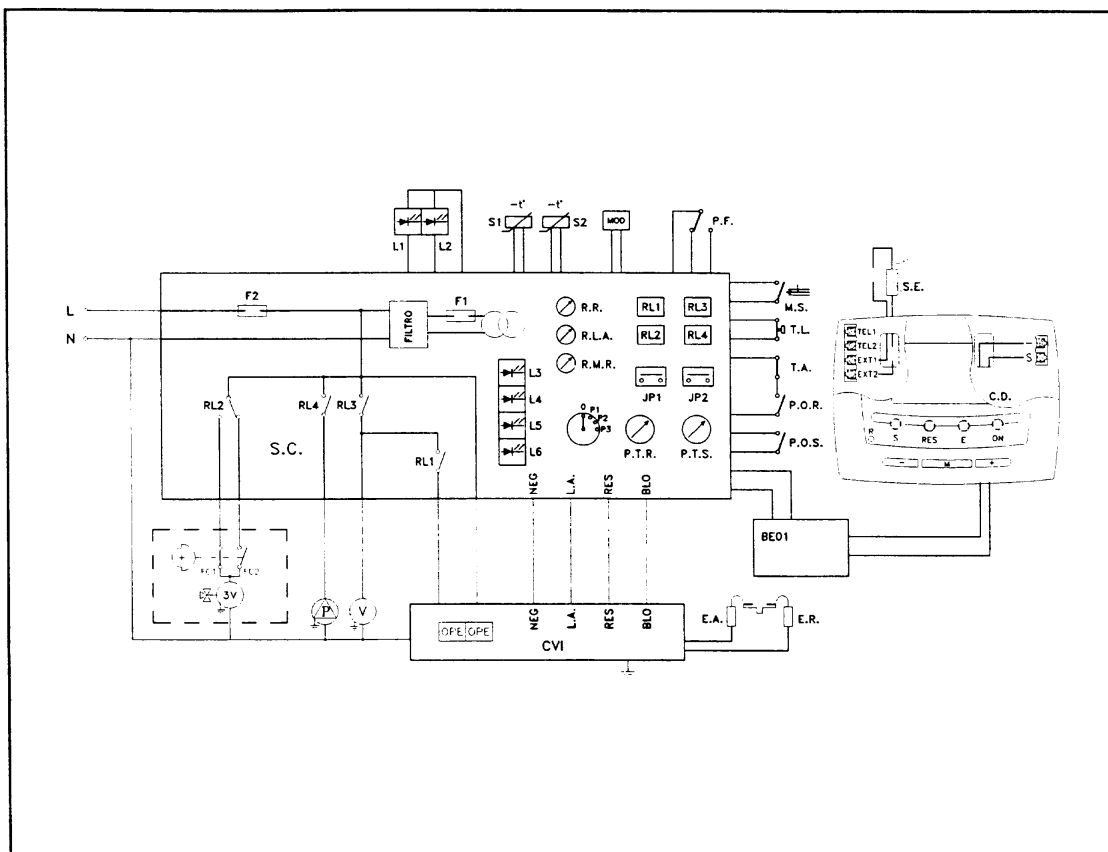 -t° -t°
S1 S2 MOD P.F.
L1 L2
S.E.
F2
L
F1
R.R. RL1 RL3
M.S.
FILTRO
N
R.L.A. RL2 RL4
T.L.
TEL1
TEL2
EXT1
EXT2
S
R.M.R.
L3
T.A.
JP1 JP2
C.D.
L4
RL2 RL4 RL3
P1
P2
P3
P.O.R.
L5
S.C.
R S RES E ON
P.O.S.
L6
RL1
P.T.R. P.T.S.
- M +
NEG L.A. RES BLO
BE01
FC1 FC2
3V
P V
NEG L.A. RES BLO
E.A. E.R.
OPE OPE
CVI